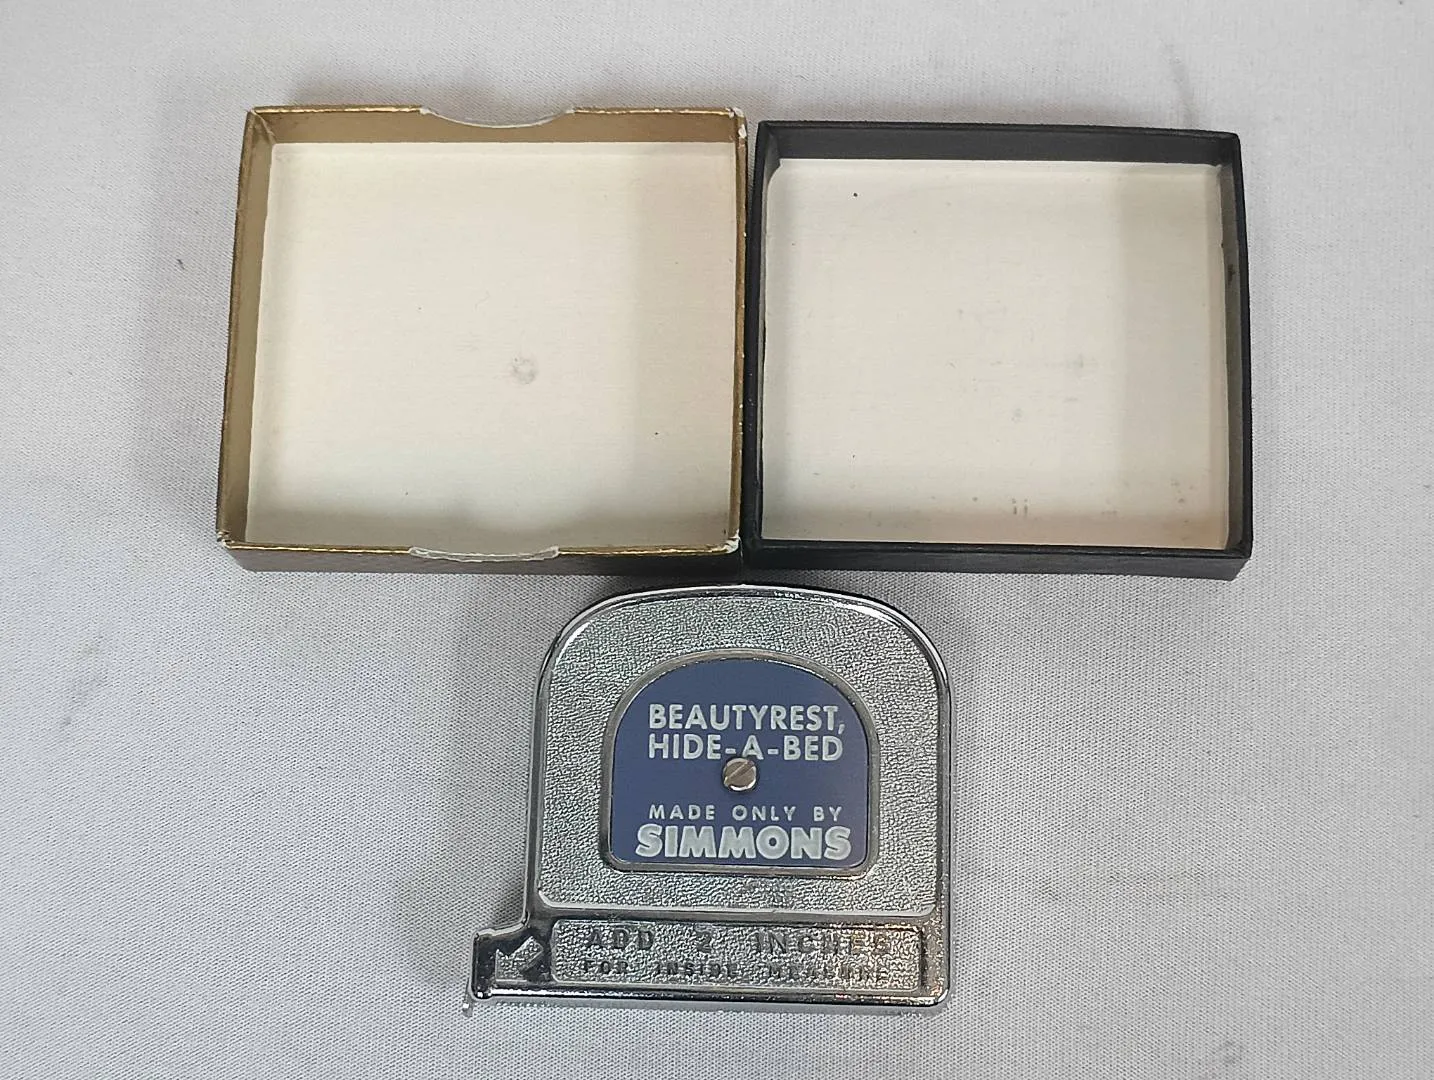 BEAUTYREST,
HIDE-A-BED
MADE ONLY BY
SIMMONS
ADD 2 INCHES
FOR INSIDE MEASURE